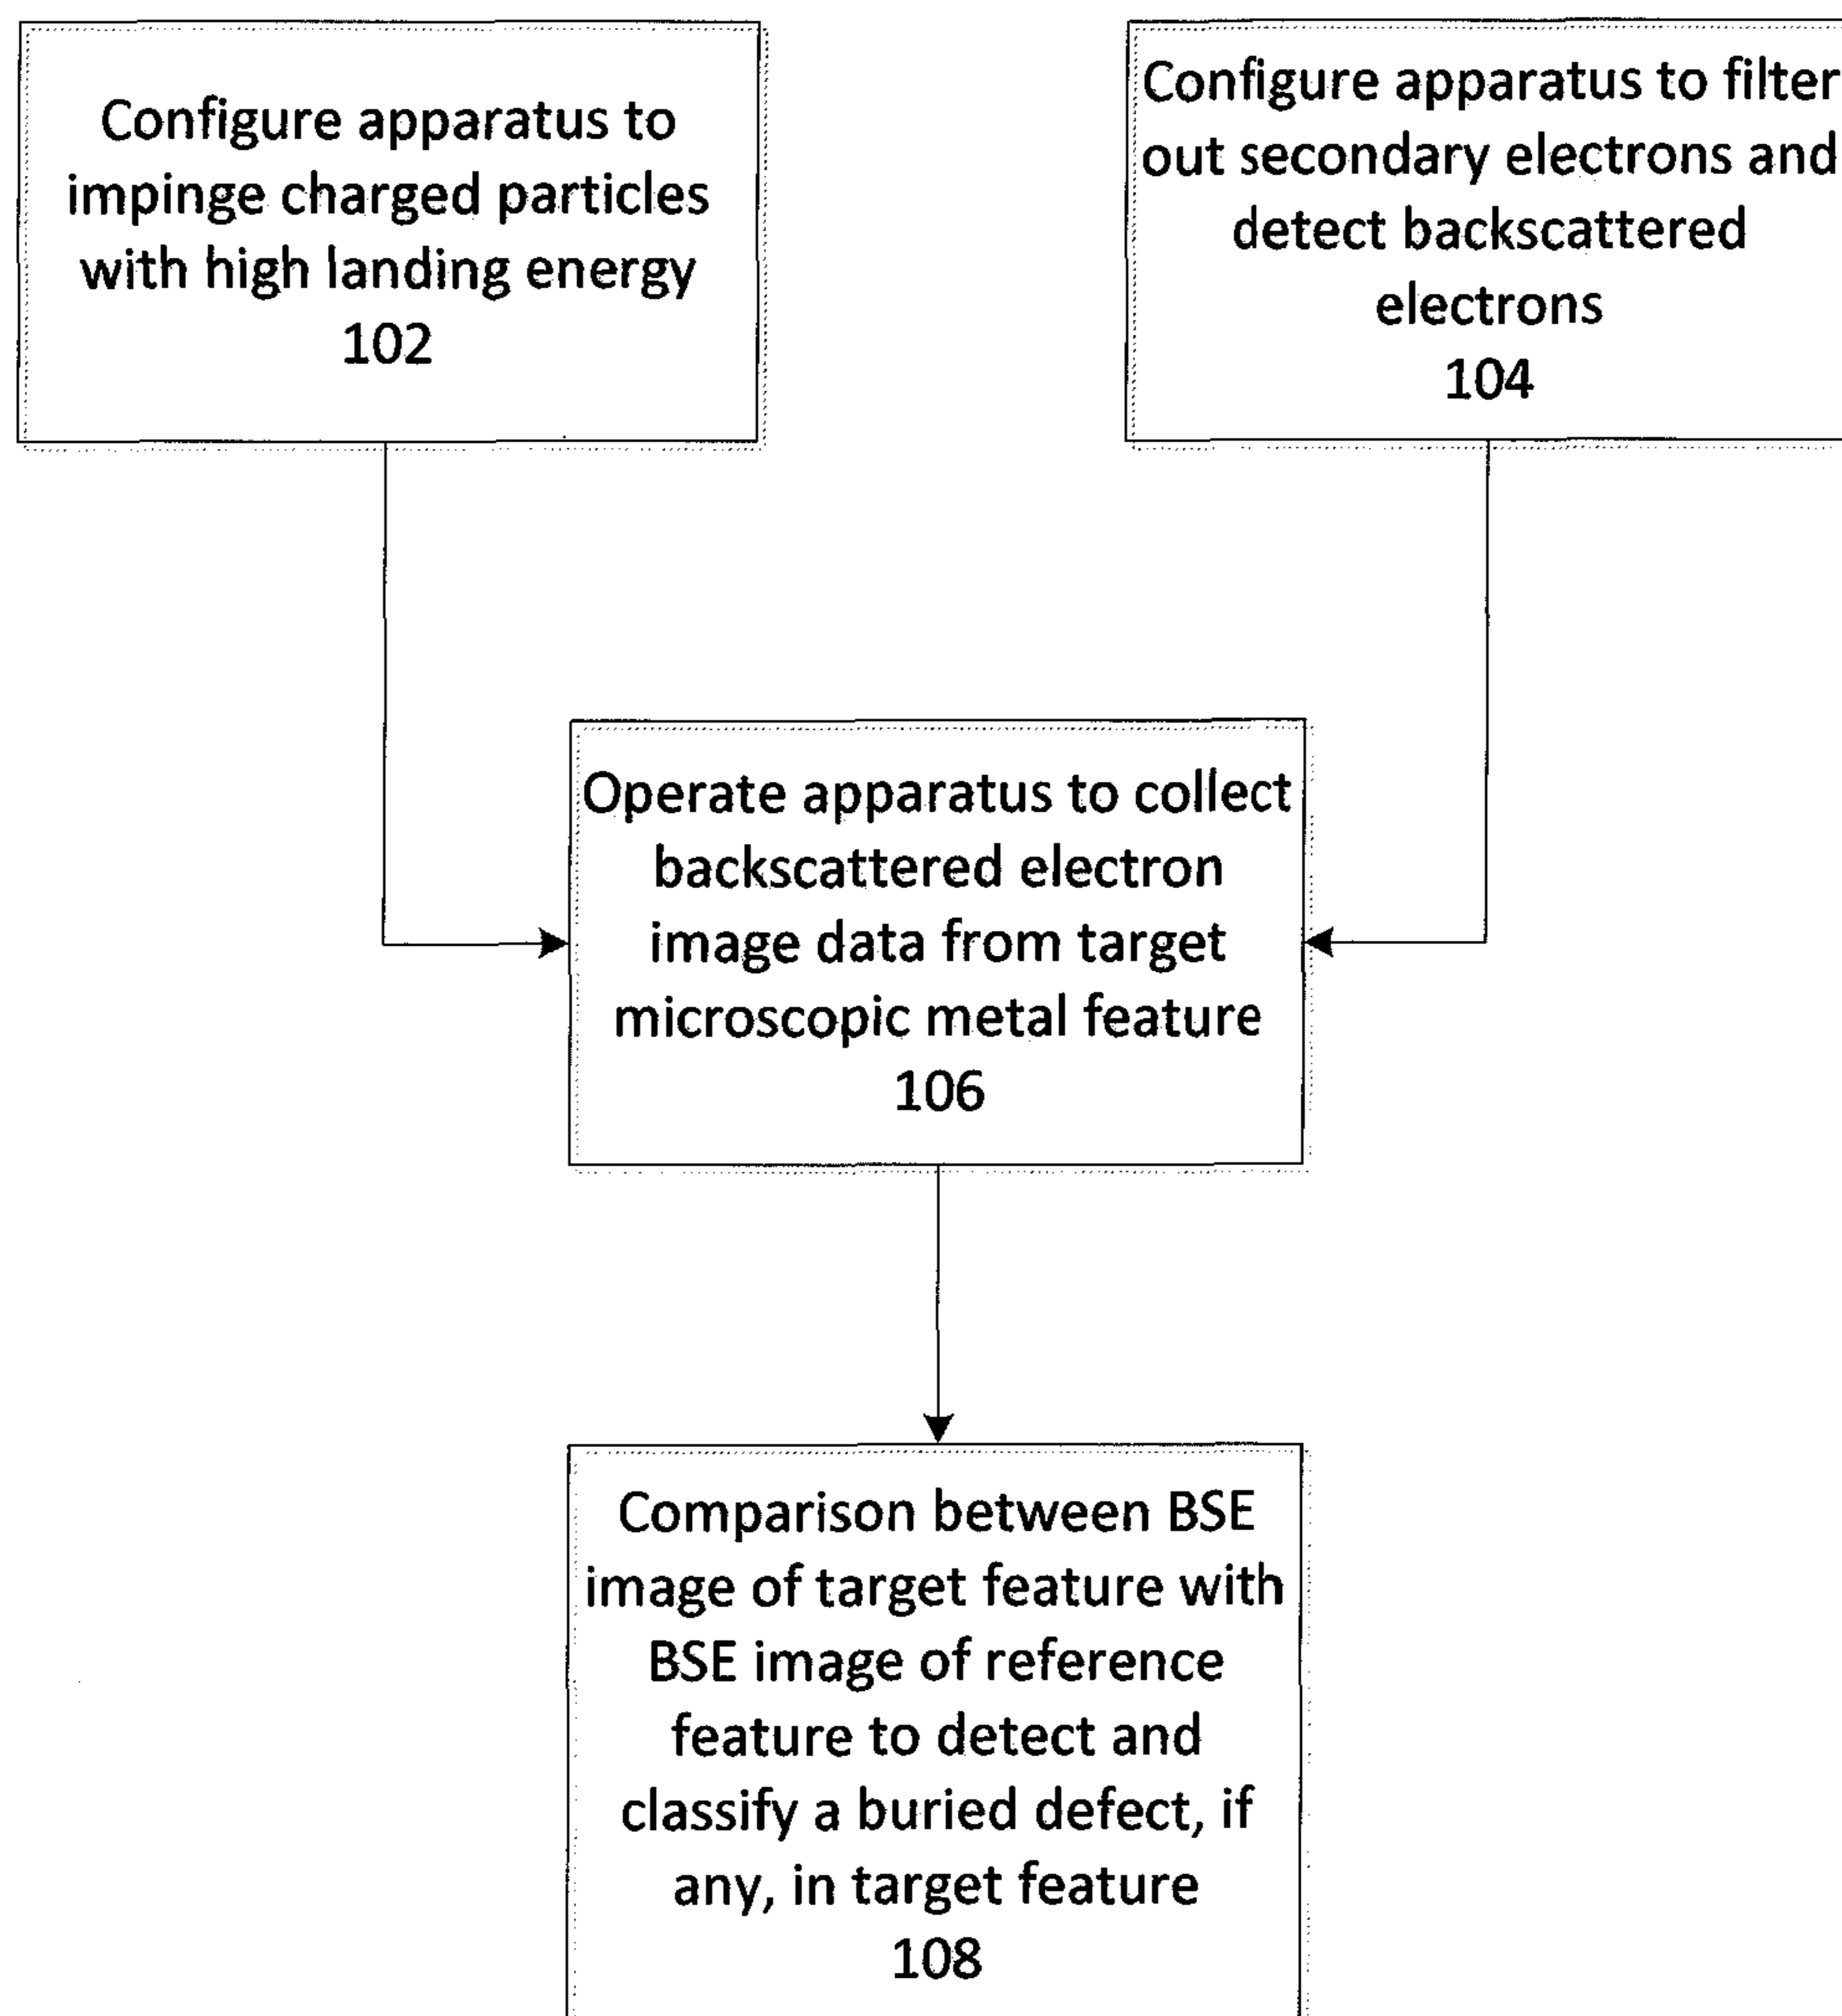 Configure apparatus to
impinge charged particles
with high landing energy
102
Configure apparatus to filter
out secondary electrons and
detect backscattered
electrons
104
Operate apparatus to collect
backscattered electron
image data from target
microscopic metal feature
106
Comparison between BSE
image of target feature with
BSE image of reference
feature to detect and
classify a buried defect, if
any, in target feature
108